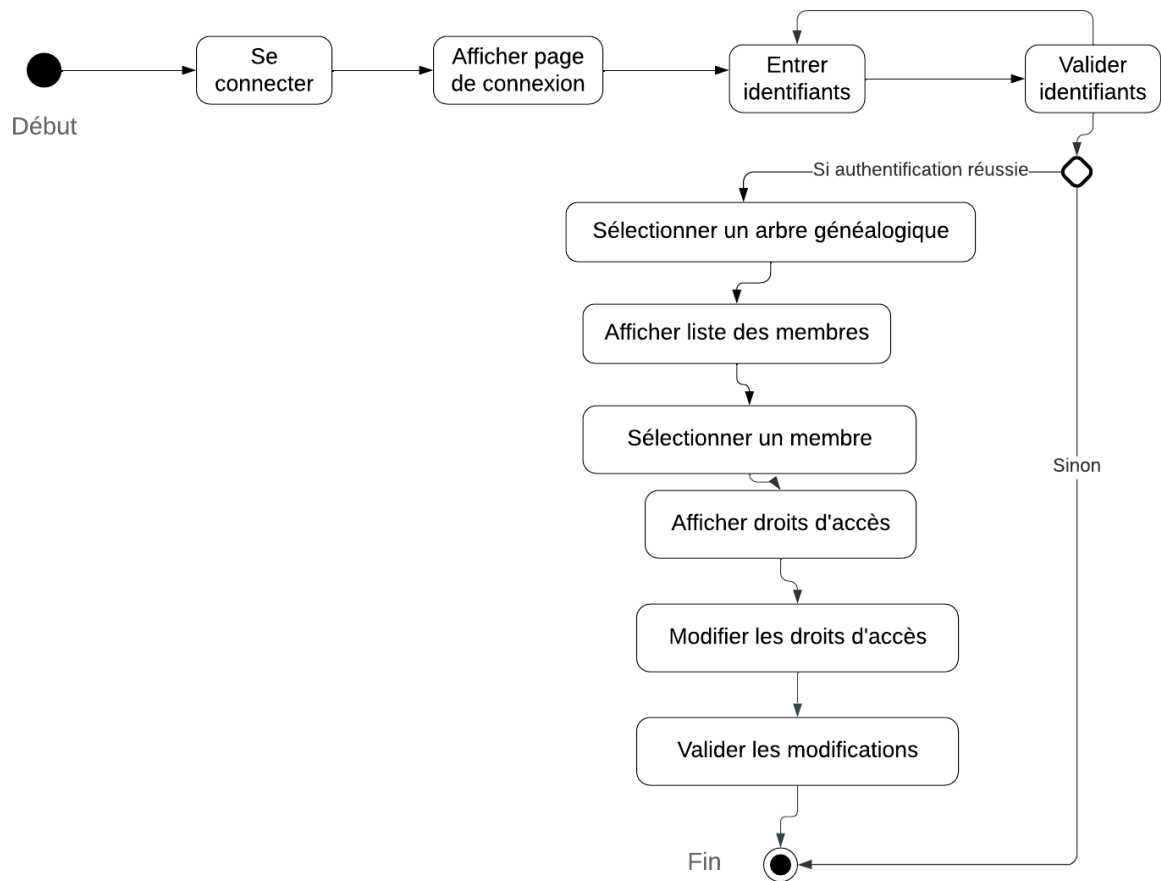 Se
connecter
Afficher page
de connexion
Entrer
identifiants
Valider
identifiants
Début
Si authentification réussie
Sélectionner un arbre généalogique
Afficher liste des membres
Sélectionner un membre
Sinon
Afficher droits d'accès
Modifier les droits d'accès
Valider les modifications
Fin